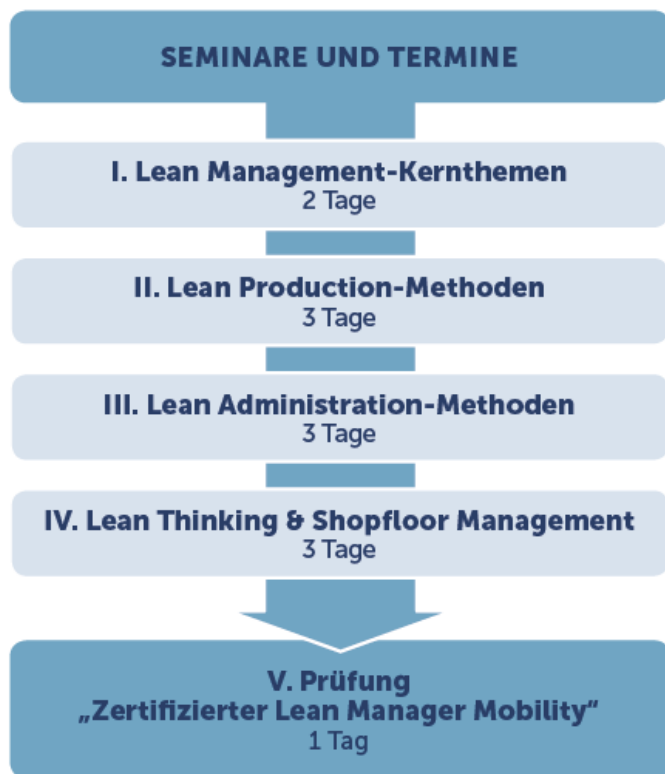 SEMINARE UND TERMINE
I. Lean Management-Kernthemen
2 Tage
II. Lean Production-Methoden
3 Tage
III. Lean Administration-Methoden
3 Tage
IV. Lean Thinking & Shopfloor Management
3 Tage
V. Prüfung
„Zertifizierter Lean Manager Mobility“
1 Tag